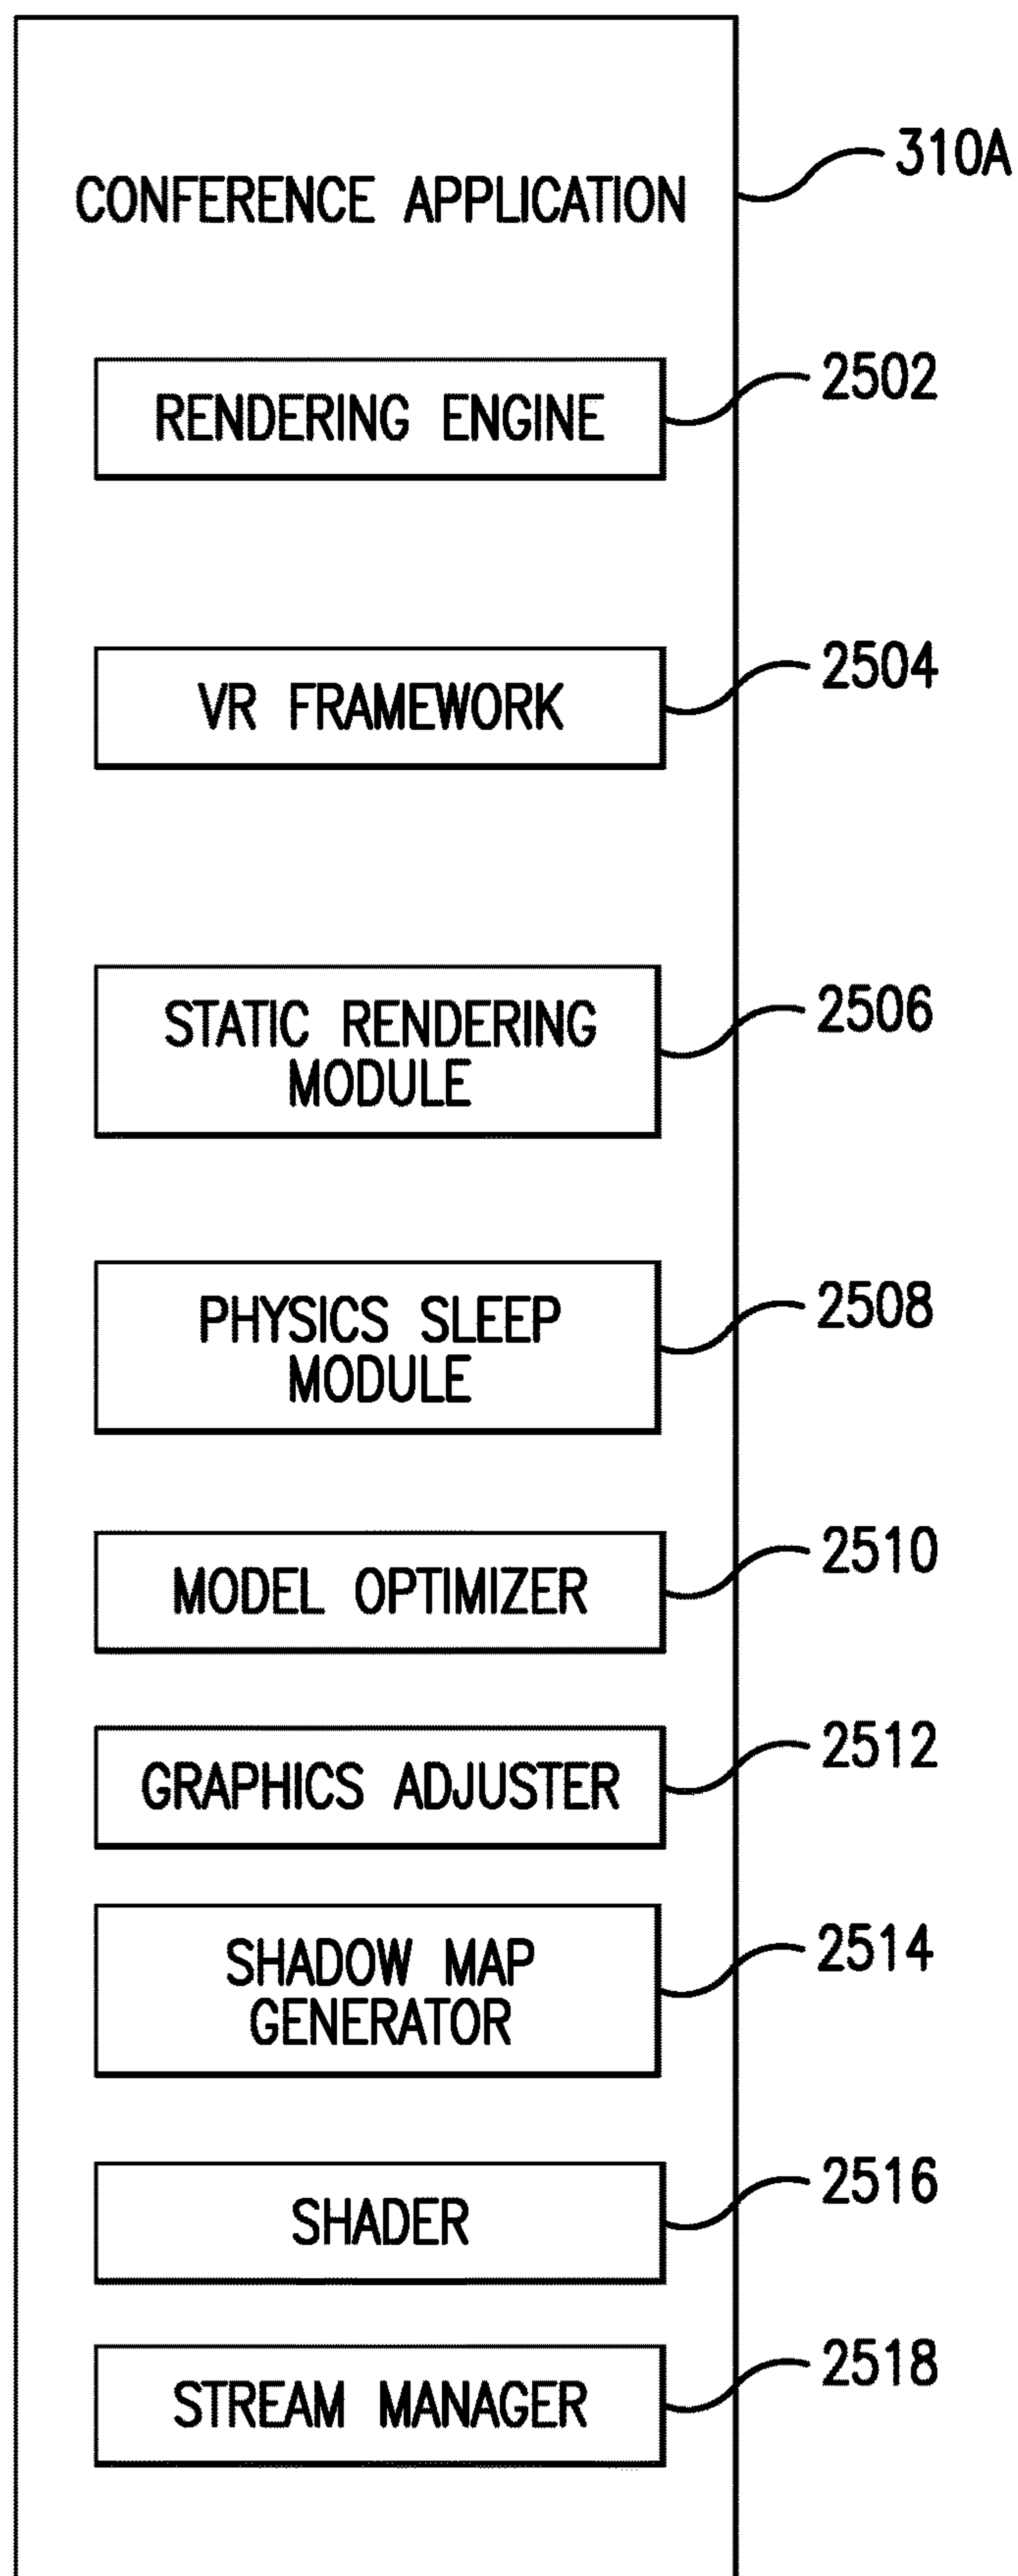 310A
CONFERENCE APPLICATION
2502
RENDERING ENGINE
2504
VR FRAMEWORK
2506
STATIC RENDERING
MODULE
2508
PHYSICS SLEEP
MODULE
2510
MODEL OPTIMIZER
2512
GRAPHICS ADJUSTER
2514
SHADOW MAP
GENERATOR
2516
SHADER
2518
STREAM MANAGER